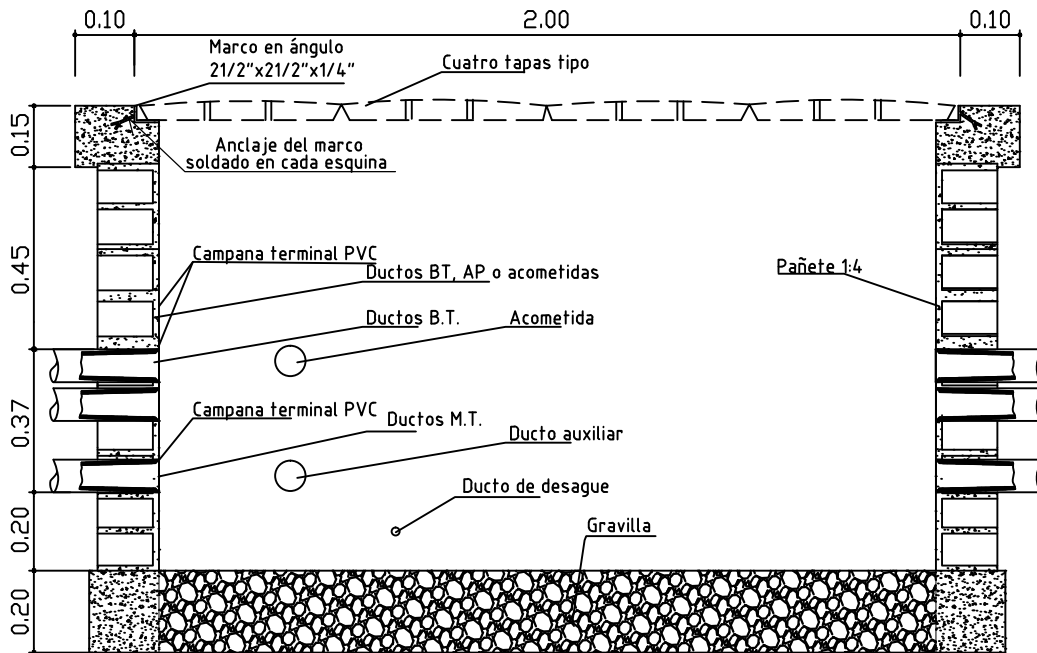 0.10
2.00
0.10
Marco en ángulo
21/2"x21/2"x1/4"
Cuatro tapas tipo
0.15
Anclaje del marco
soldado en cada esquina
0.45
Campana terminal PVC
Ductos BT, AP o acometidas
Pañete 1:4
Ductos B.T.
Acometida
0.37
Campana terminal PVC
Ductos M.T.
Ducto auxiliar
Ducto de desague
0.20
Gravilla
0.20